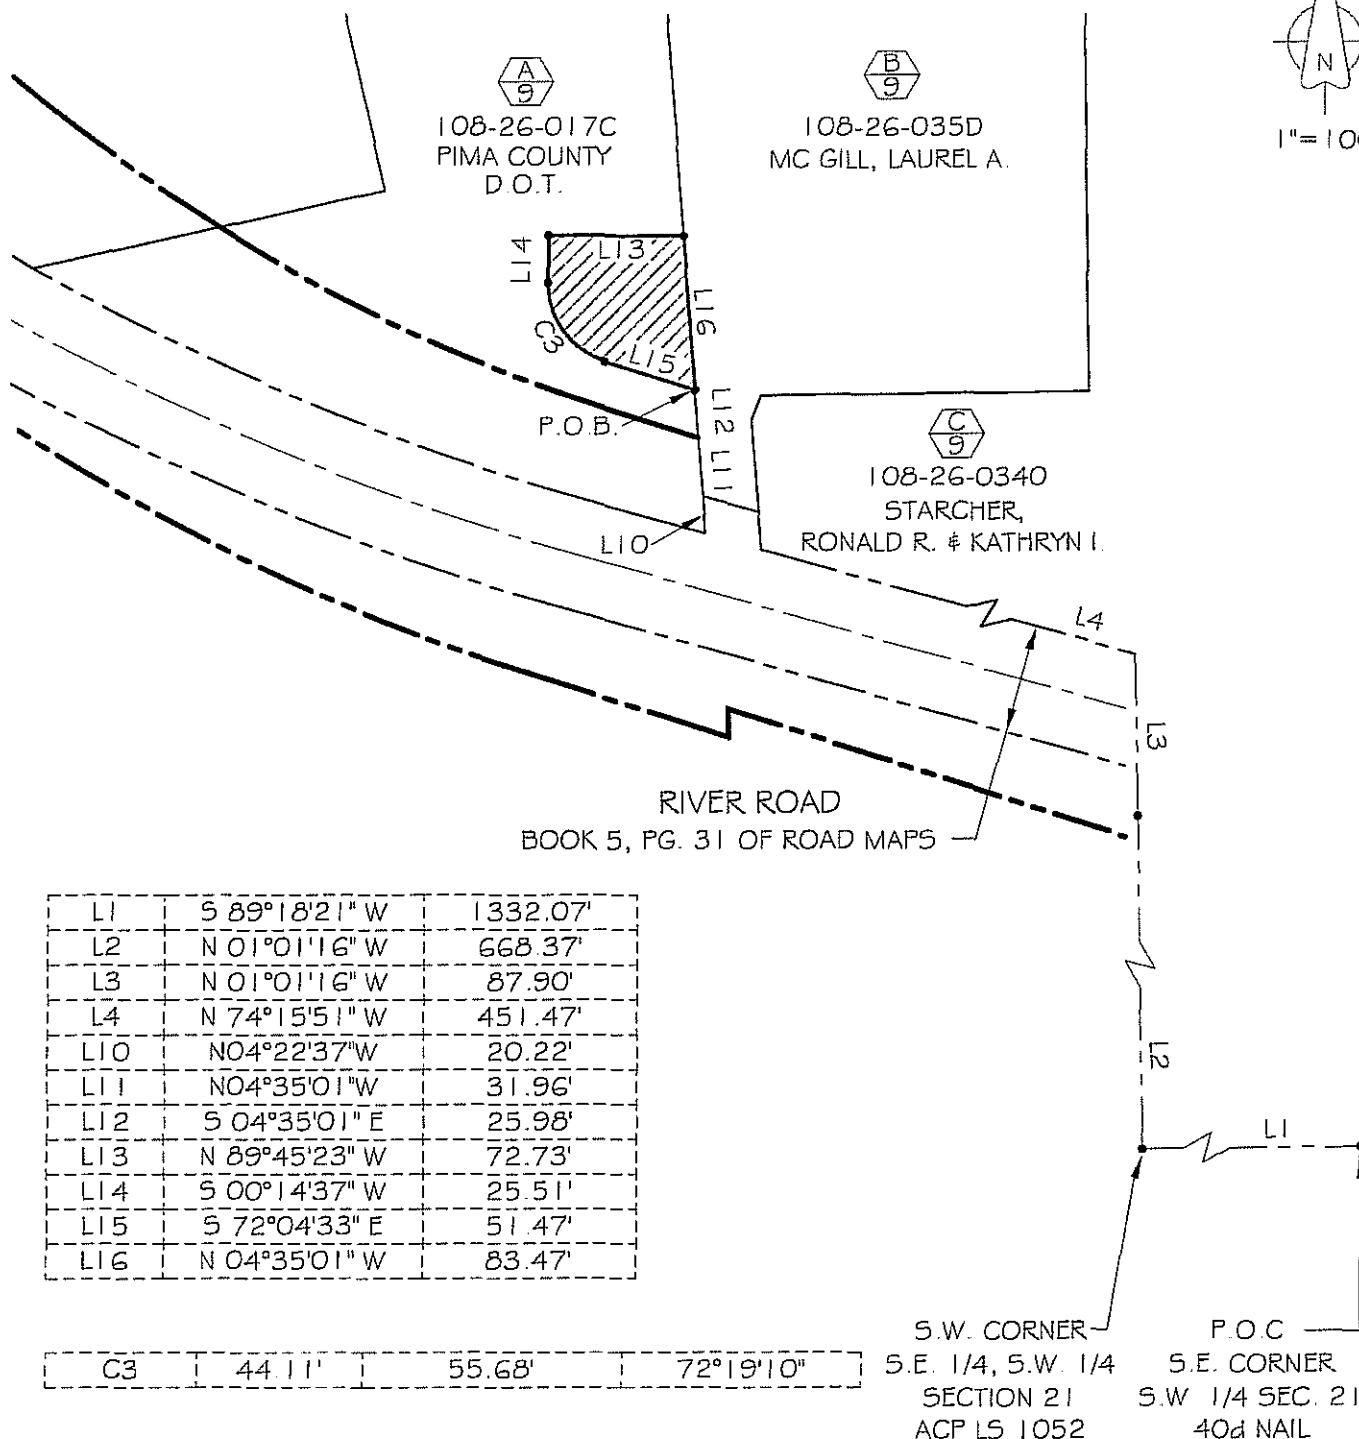 A
9
108-26-017C
PIMA COUNTY
D.O.T.
B
9
108-26-035D
MC GILL, LAUREL A.
N
1"=10
L14
L13
L16
C3
L15
P.O.B.
L12
L11
L10
C
9
108-26-0340
STARCHER,
RONALD R. & KATHRYN I.
L4
L3
RIVER ROAD
BOOK 5, PG. 31 OF ROAD MAPS
L2
L1
L1 S 89°18'21" W 1332.07'
L2 N 01°01'16" W 668.37'
L3 N 01°01'16" W 87.90'
L4 N 74°15'51" W 451.47'
L10 N04°22'37"W 20.22'
L11 N04°35'01"W 31.96'
L12 S 04°35'01" E 25.98'
L13 N 89°45'23" W 72.73'
L14 S 00°14'37" W 25.51'
L15 S 72°04'33" E 51.47'
L16 N 04°35'01" W 83.47'
C3 44.11' 55.68' 72°19'10"
S.W. CORNER
S.E. 1/4, S.W. 1/4
SECTION 21
ACP LS 1052
P.O.C
S.E. CORNER
S.W 1/4 SEC. 21
40d NAIL